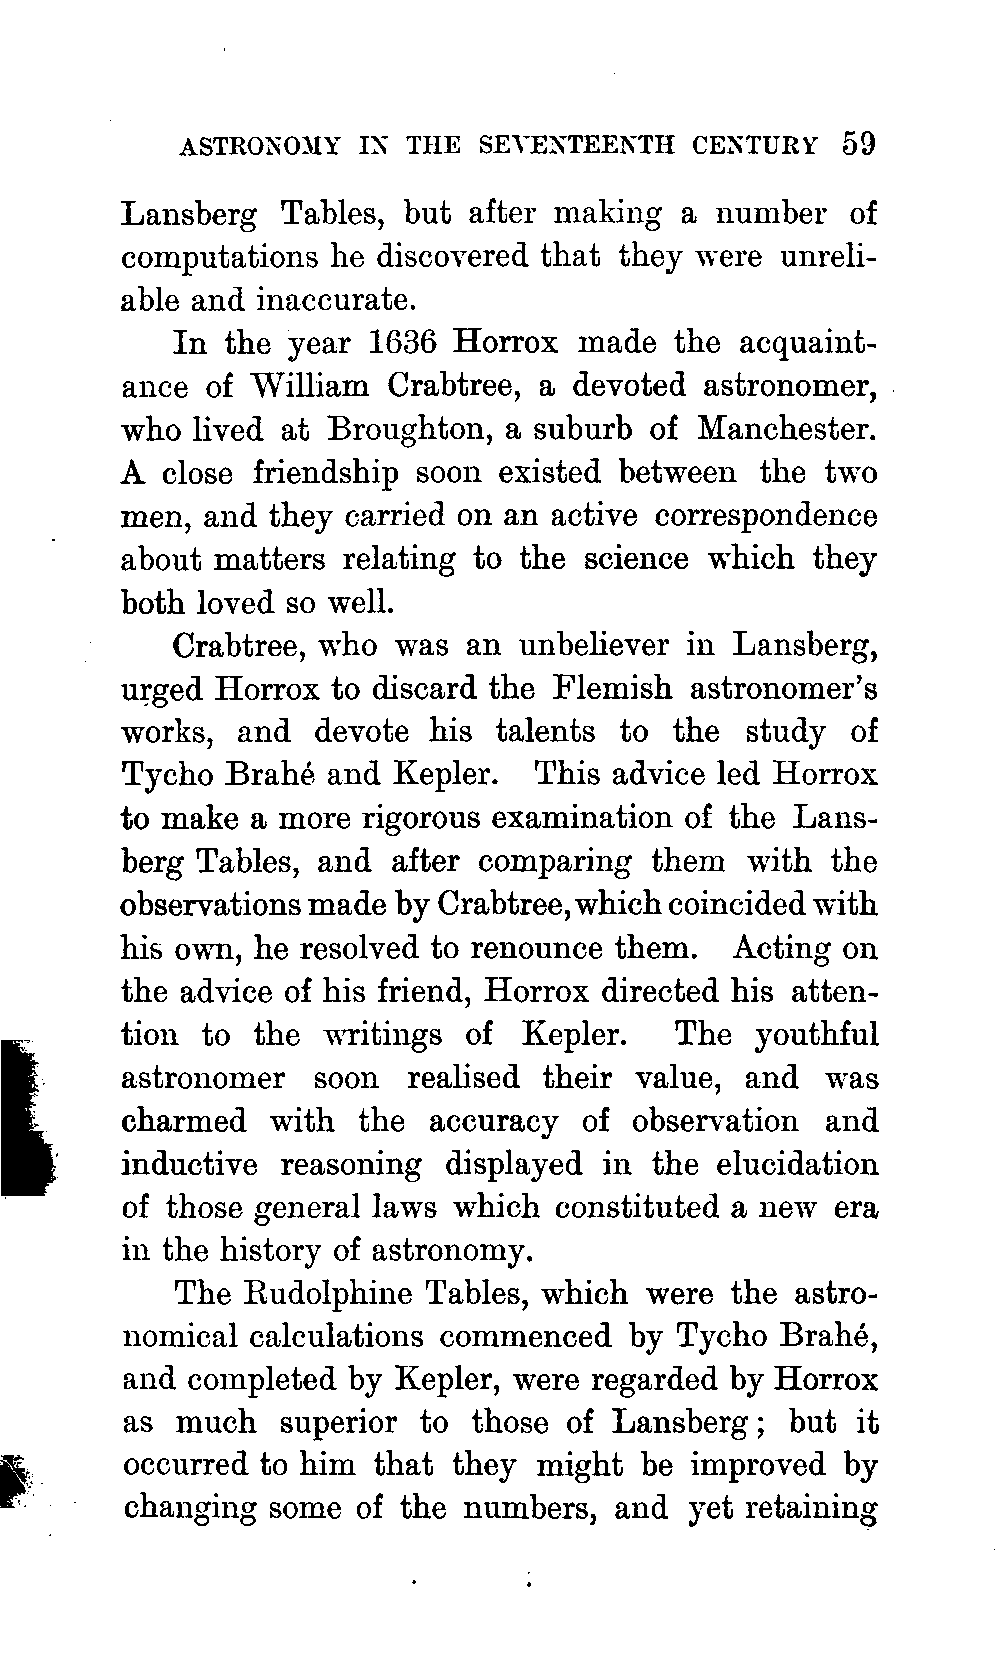 ASTRONOMY IN THE SEVENTEENTH CENTURY 59
Lansberg Tables, but after making a number of
computations he discovered that they were unreli-
able and inaccurate.
In the year 1636 Horrox made the acquaint-
ance of William Crabtree, a devoted astronomer,
who lived at Broughton, a suburb of Manchester.
A close friendship soon existed between the two
men, and they carried on an active correspondence
about matters relating to the science which they
both loved so well.
Crabtree, who was an unbeliever in Lansberg,
urged Horrox to discard the Flemish astronomer's
works, and devote his talents to the study of
Tycho Brahé and Kepler. This advice led Horrox
to make a more rigorous examination of the Lans-
berg Tables, and after comparing them with the
observations made by Crabtree, which coincided with
his own, he resolved to renounce them. Acting on
the advice of his friend, Horrox directed his atten-
tion to the writings of Kepler. The youthful
astronomer soon realised their value, and was
charmed with the accuracy of observation and
inductive reasoning displayed in the elucidation
of those general laws which constituted a new era
in the history of astronomy.
The Rudolphine Tables, which were the astro-
nomical calculations commenced by Tycho Brahé,
and completed by Kepler, were regarded by Horrox
as much superior to those of Lansberg; but it
occurred to him that they might be improved by
changing some of the numbers, and yet retaining